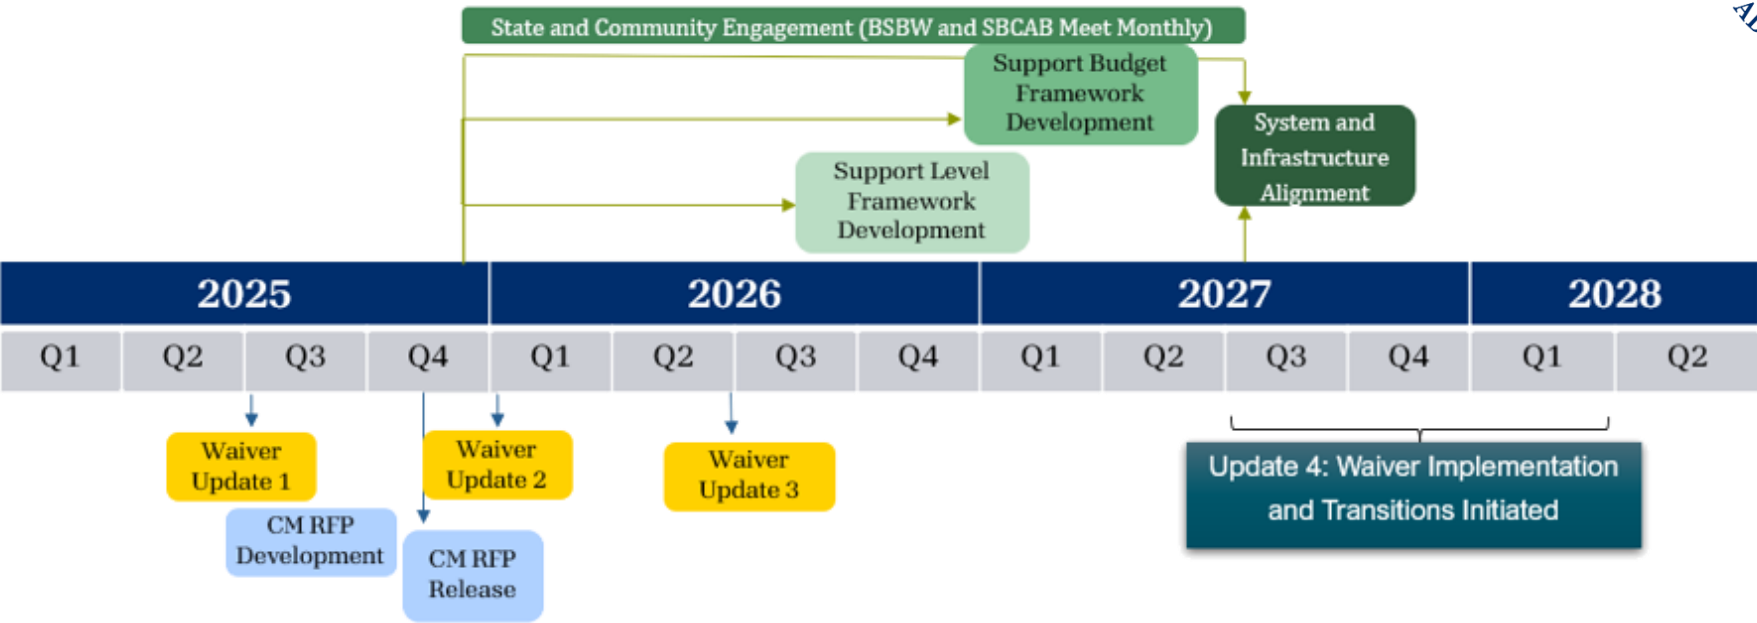 State and Community Engagement (BSBW and SBCAB Meet Monthly)
Support Budget
Framework
Development
System and
Infrastructure
Alignment
Support Level
Framework
Development
2025 2026 2027 2028
Q1 Q2 Q3 Q4 Q1 Q2 Q3 Q4 Q1 Q2 Q3 Q4 Q1 Q2
Waiver
Update 1
Waiver
Update 2
Waiver
Update 3
CM RFP
Development
CM RFP
Release
Update 4: Waiver Implementation
and Transitions Initiated